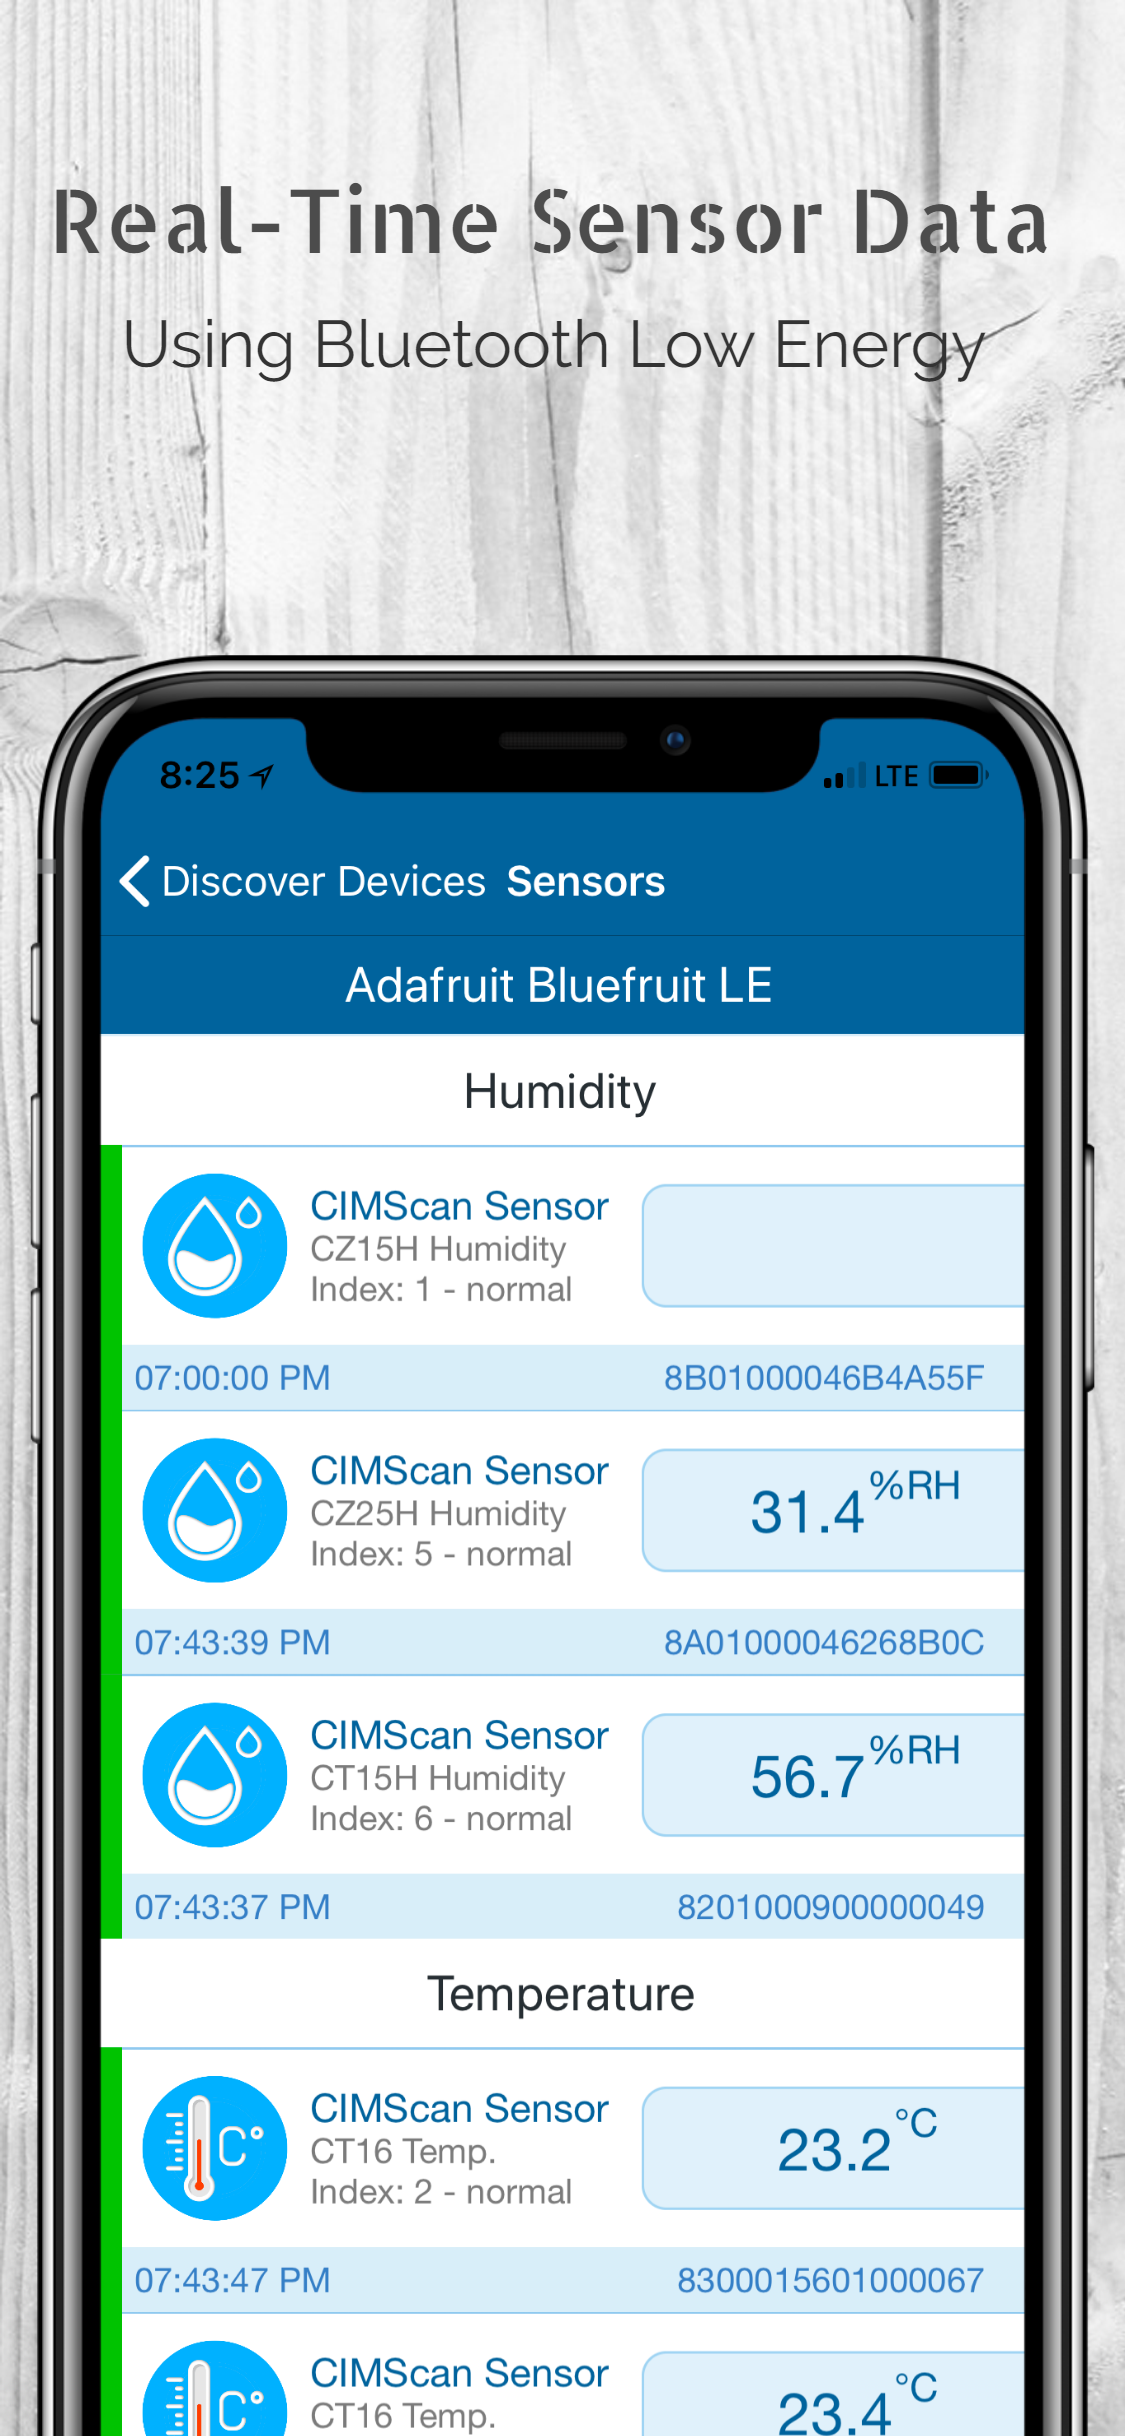 Real-Time Sensor Data
Using Bluetooth Low Energy
8:25
LTE
Discover Devices Sensors
Adafruit Bluefruit LE
Humidity
CIMScan Sensor
CZ15H Humidity
Index: 1 - normal
07:00:00 PM
8B01000046B4A55F
CIMScan Sensor
CZ25H Humidity
Index: 5 - normal
31.4 %RH
07:43:39 PM
8A01000046268B0C
CIMScan Sensor
CT15H Humidity
Index: 6 - normal
56.7 %RH
07:43:37 PM
8201000900000049
Temperature
C°
CIMScan Sensor
CT16 Temp.
Index: 2 - normal
23.2 °C
07:43:47 PM
8300015601000067
C°
CIMScan Sensor
CT16 Temp.
23.4 °C